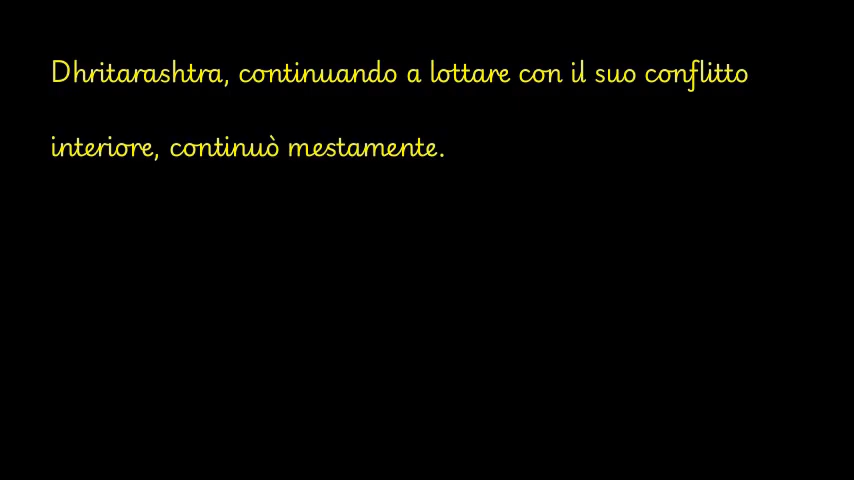 Dhritarashtra, continuando a lottare con il suo conflitto
interiore, continuò mestamente.